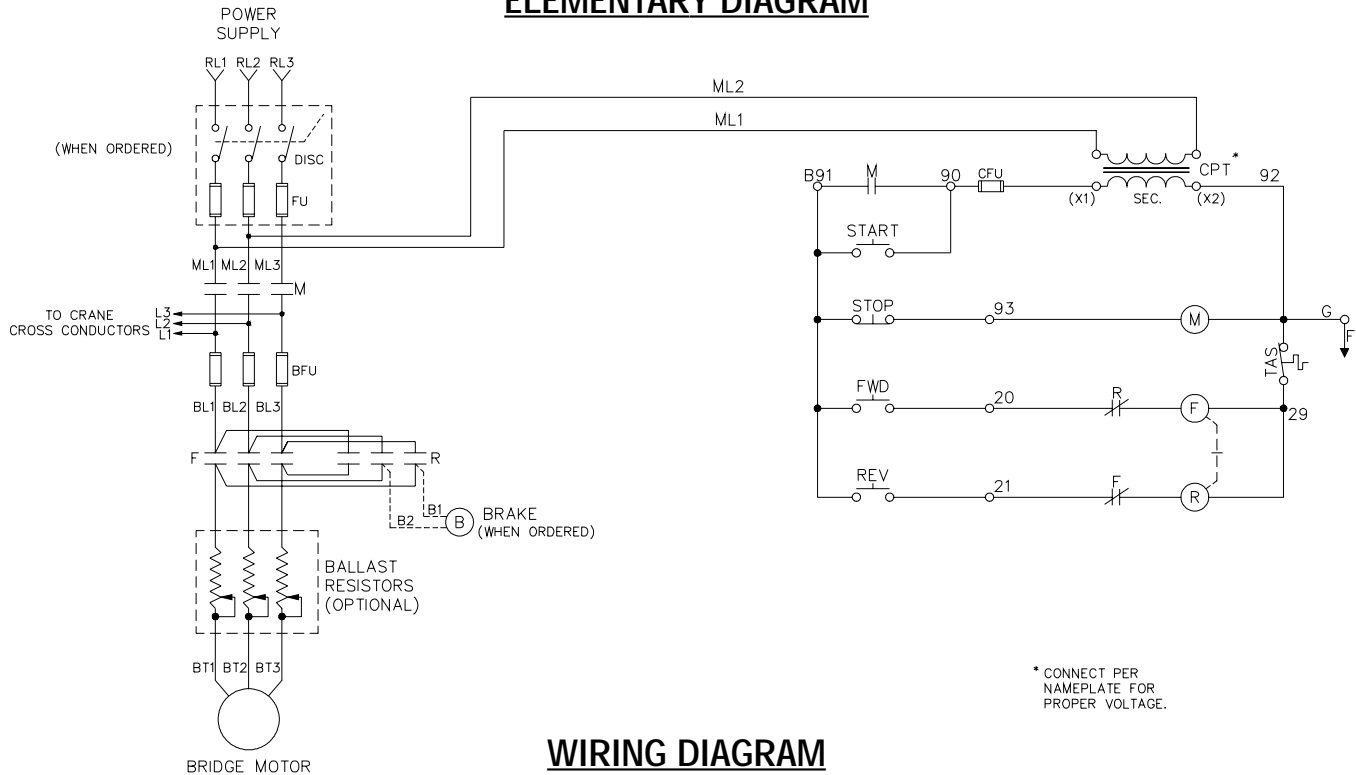 ELEMENTARY DIAGRAM
POWER
SUPPLY
RL1 RL2 RL3
(WHEN ORDERED)
DISC
FU
ML2
ML1
ML1 ML2 ML3
M
TO CRANE
CROSS CONDUCTORS
L3
L2
L1
BFU
BL1 BL2 BL3
F
R
B1
B2
B
BRAKE
(WHEN ORDERED)
BALLAST
RESISTORS
(OPTIONAL)
BT1 BT2 BT3
BRIDGE MOTOR
B91
M
90
CFU
(X1)
SEC.
(X2)
CPT*
92
START
STOP
93
M
G
F
TAS
FWD
20
R
F
29
REV
21
F
R
* CONNECT PER
NAMEPLATE FOR
PROPER VOLTAGE.
WIRING DIAGRAM